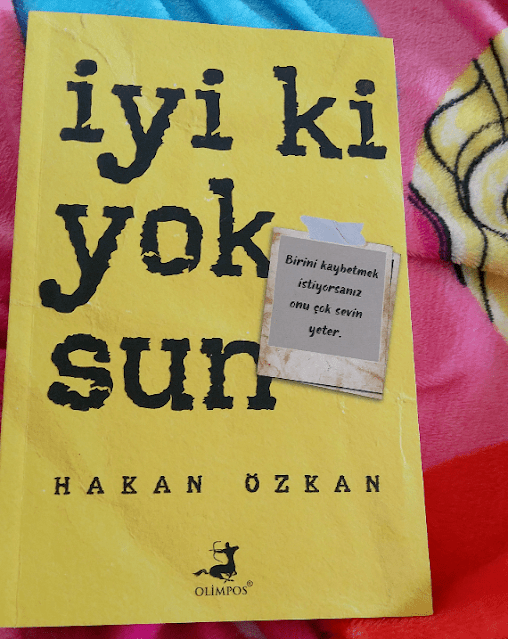 iyi ki
yok
sun
Birini kaybetmek
istiyorsanız
onu çok sevin
yeter.
HAKAN ÖZKAN
OLİMPOS®